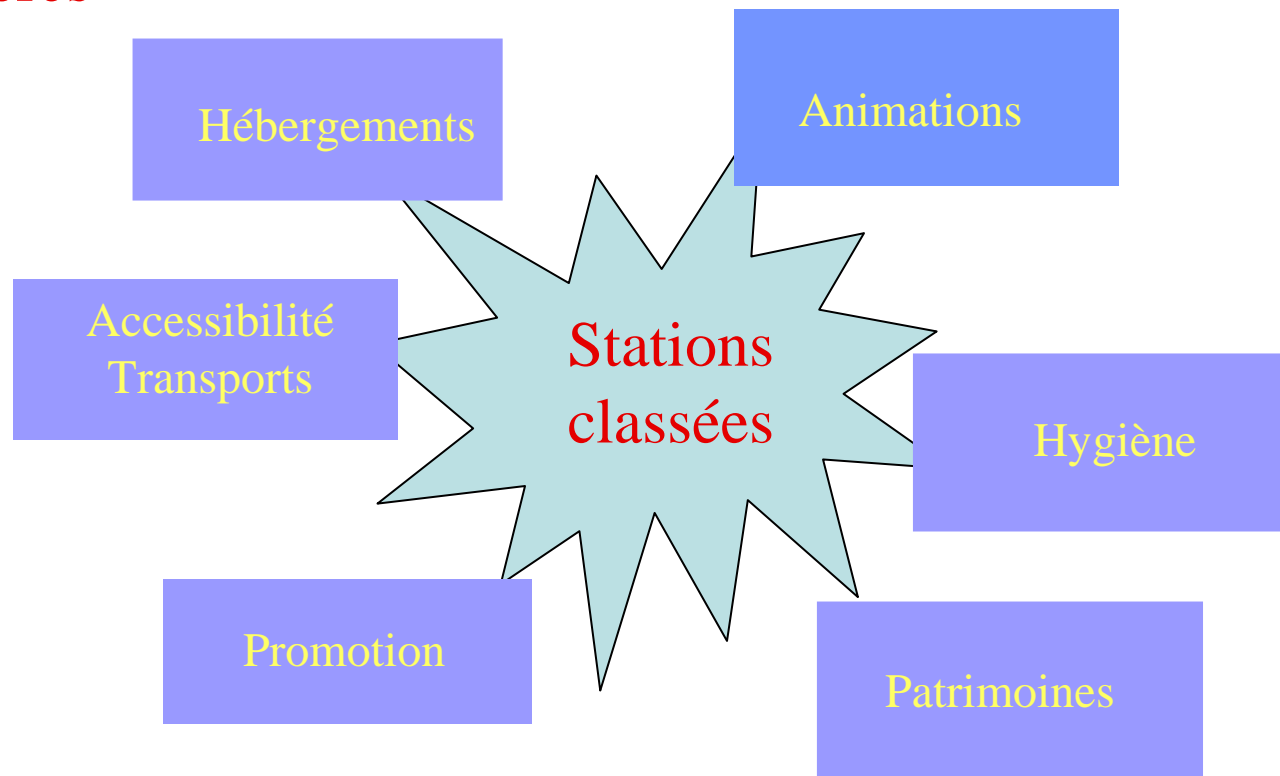 Hébergements
Animations
Accessibilité
Transports
Stations
classées
Hygiène
Promotion
Patrimoines